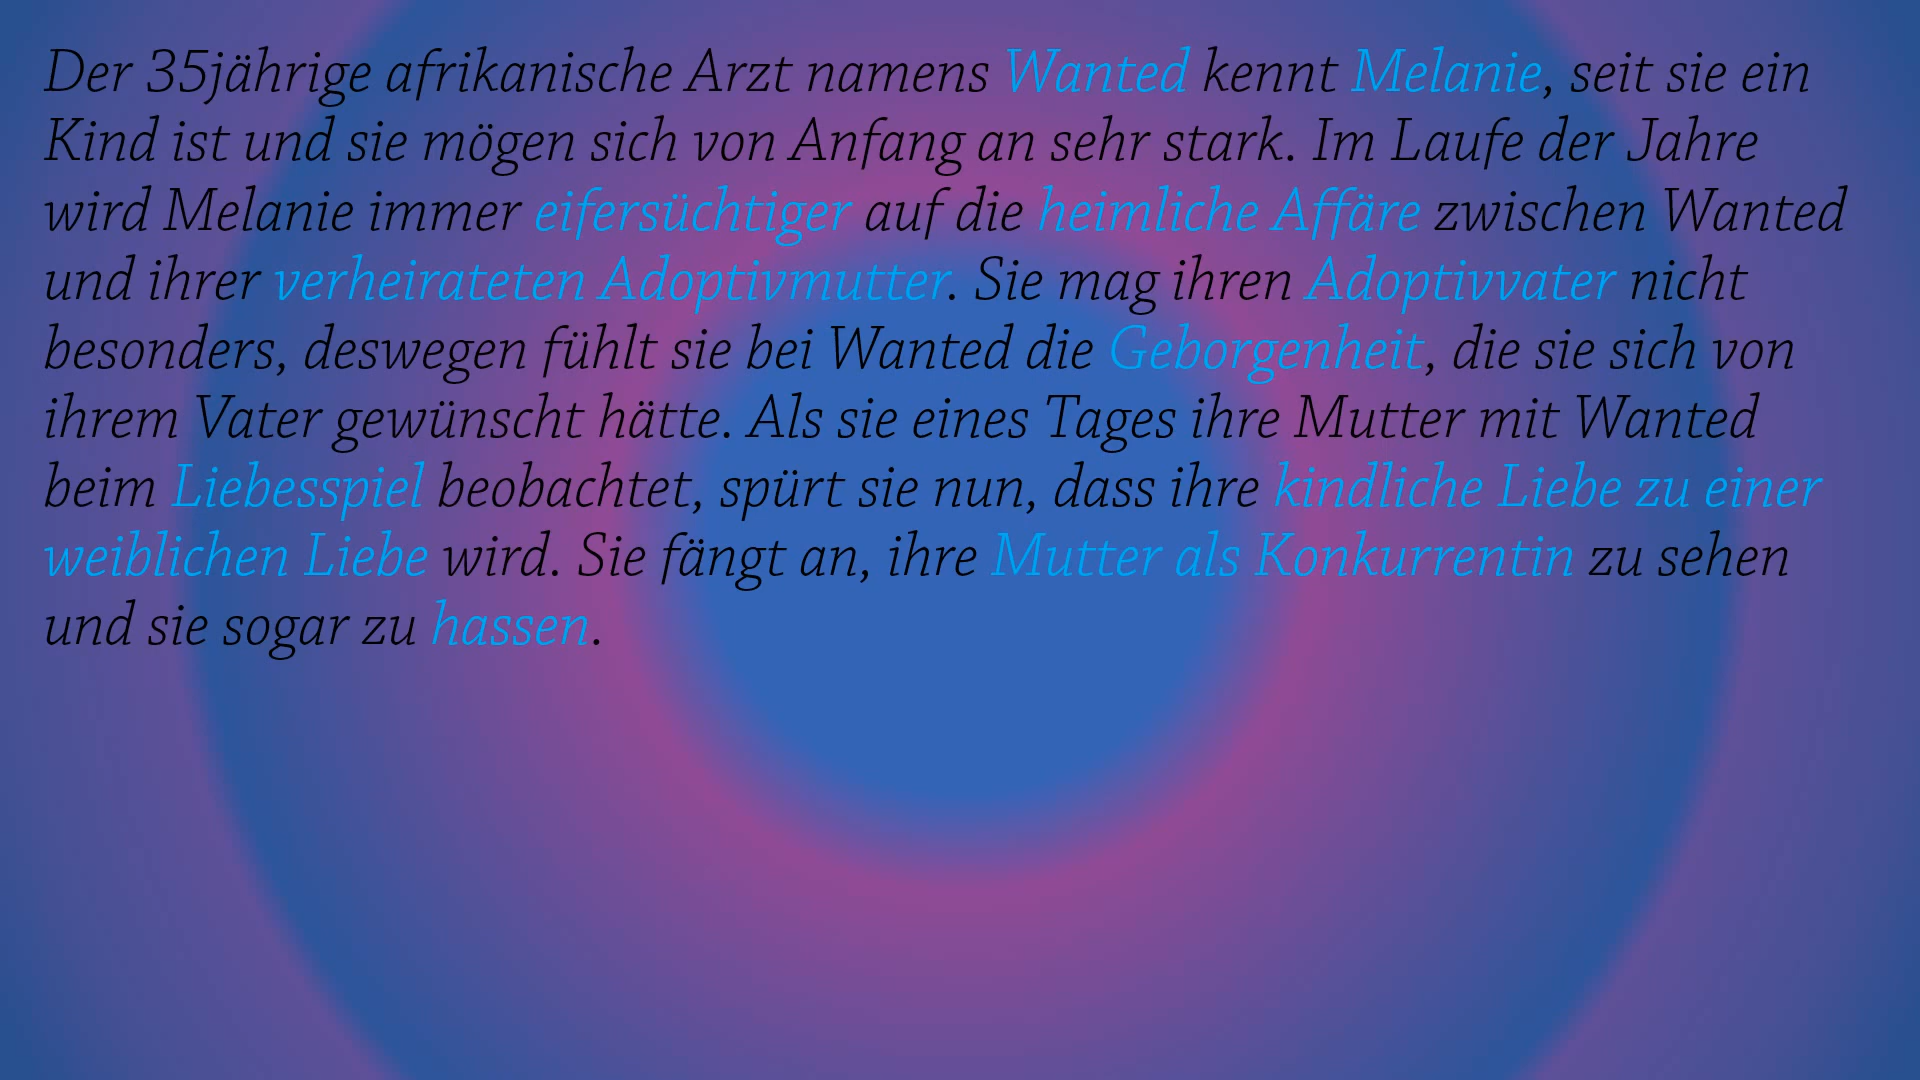 Der 35jährige afrikanische Arzt namens Wanted kennt Melanie, seit sie ein
Kind ist und sie mögen sich von Anfang an sehr stark. Im Laufe der Jahre
wird Melanie immer eifersüchtiger auf die heimliche Affäre zwischen Wanted
und ihrer verheirateten Adoptivmutter. Sie mag ihren Adoptivvater nicht
besonders, deswegen fühlt sie bei Wanted die Geborgenheit, die sie sich von
ihrem Vater gewünscht hätte. Als sie eines Tages ihre Mutter mit Wanted
beim Liebesspiel beobachtet, spürt sie nun, dass ihre kindliche Liebe zu einer
weiblichen Liebe wird. Sie fängt an, ihre Mutter als Konkurrentin zu sehen
und sie sogar zu hassen.